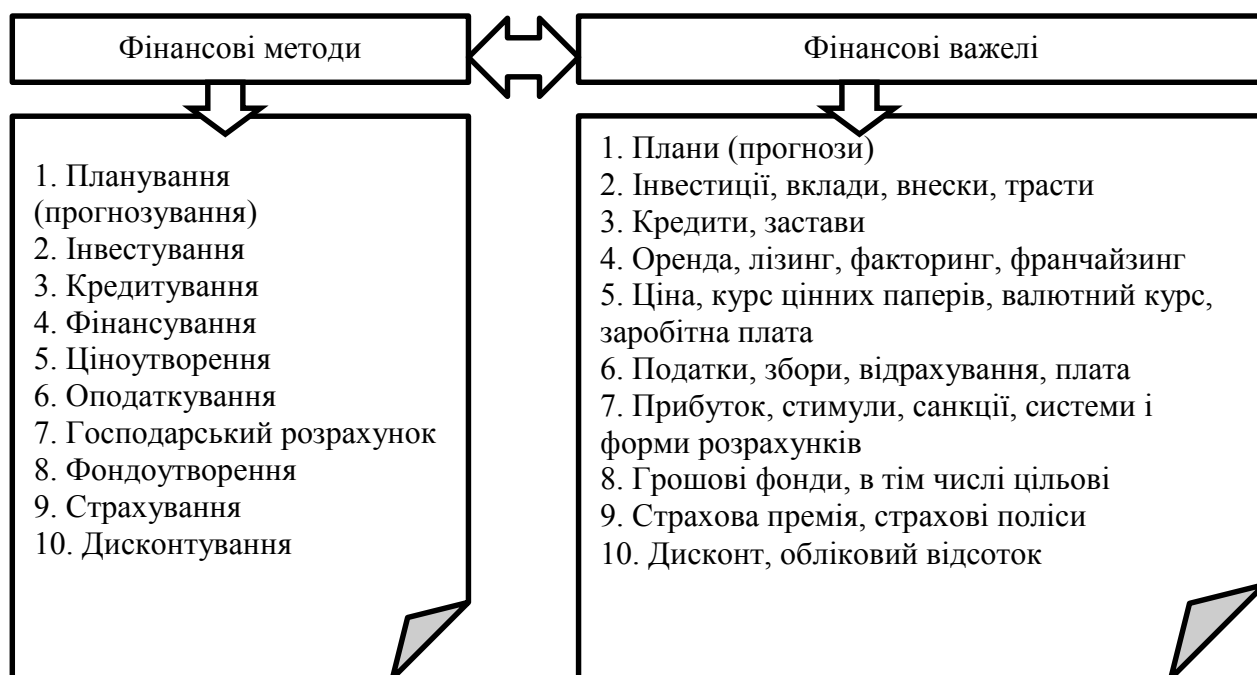 Фінансові методи
Фінансові важелі
1. Планування
(прогнозування)
2. Інвестування
3. Кредитування
4. Фінансування
5. Ціноутворення
6. Оподаткування
7. Господарський розрахунок
8. Фондоутворення
9. Страхування
10. Дисконтування
1. Плани (прогнози)
2. Інвестиції, вклади, внески, трасти
3. Кредити, застави
4. Оренда, лізинг, факторинг, франчайзинг
5. Ціна, курс цінних паперів, валютний курс,
заробітна плата
6. Податки, збори, відрахування, плата
7. Прибуток, стимули, санкції, системи і
форми розрахунків
8. Грошові фонди, в тім числі цільові
9. Страхова премія, страхові поліси
10. Дисконт, обліковий відсоток